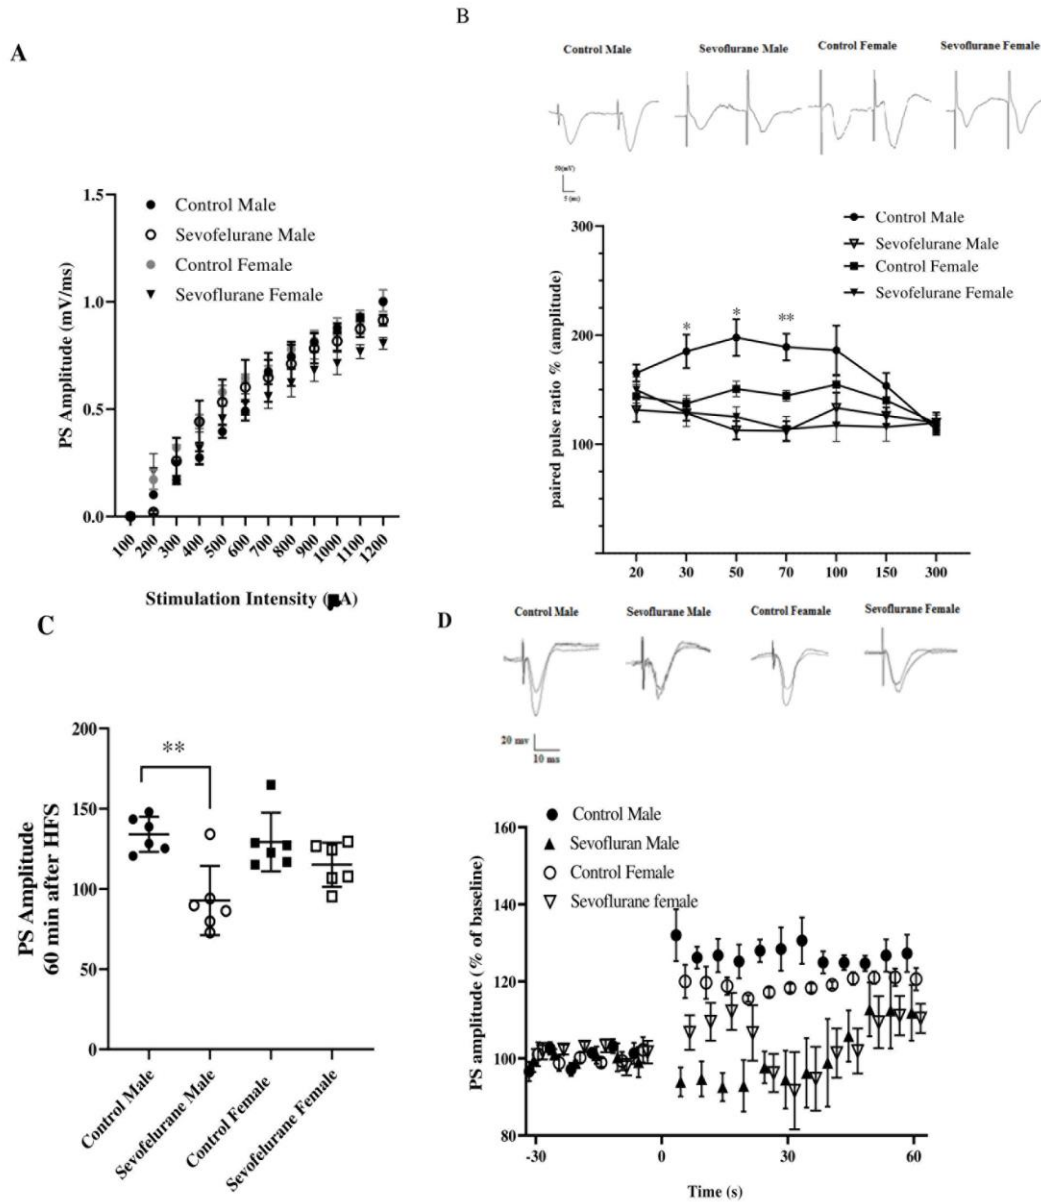 B
A
Control Male
Sevoflurane Male
Control Female
Sevoflurane Female
50(mV)
5 (ms)
1.5
1.0
0.5
0.0
PS Amplitude (mV/ms)
Control Male
Sevofelurane Male
Control Female
Sevoflurane Female
100
200
300
400
500
600
700
800
900
1000
1100
1200
Stimulation Intensity (μA)
Control Male
Sevofelurane Male
Control Female
Sevofelurane Female
300
200
100
paired pulse ratio % (amplitude)
*
*
**
20
30
50
70
100
150
300
C
D
Control Male
Sevoflurane Male
Control Feamale
Sevoflurane Female
20 mv
10 ms
200
150
100
50
0
PS Amplitude
60 min after HFS
**
Control Male
Sevofelurane Male
Control Female
Sevofelurane Female
Control Male
Sevofluran Male
Control Female
Sevoflurane female
160
140
120
100
80
PS amplitude (% of baseline)
-30
0
30
60
Time (s)